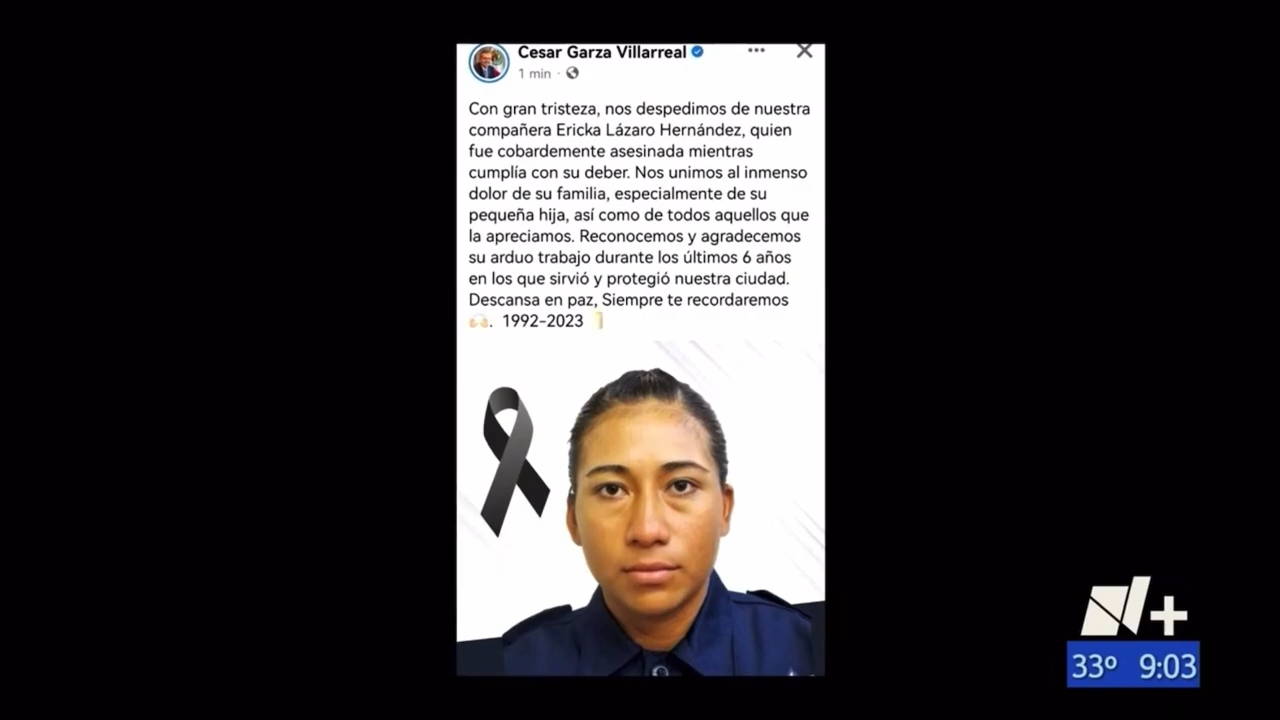 Cesar Garza Villarreal
1 min ·
Con gran tristeza, nos despedimos de nuestra
compañera Ericka Lázaro Hernández, quien
fue cobardemente asesinada mientras
cumplía con su deber. Nos unimos al inmenso
dolor de su familia, especialmente de su
pequeña hija, así como de todos aquellos que
la apreciamos. Reconocemos y agradecemos
su arduo trabajo durante los últimos 6 años
en los que sirvió y protegió nuestra ciudad.
Descansa en paz, Siempre te recordaremos
🙌🏻. 1992-2023
N+
33º 9:03